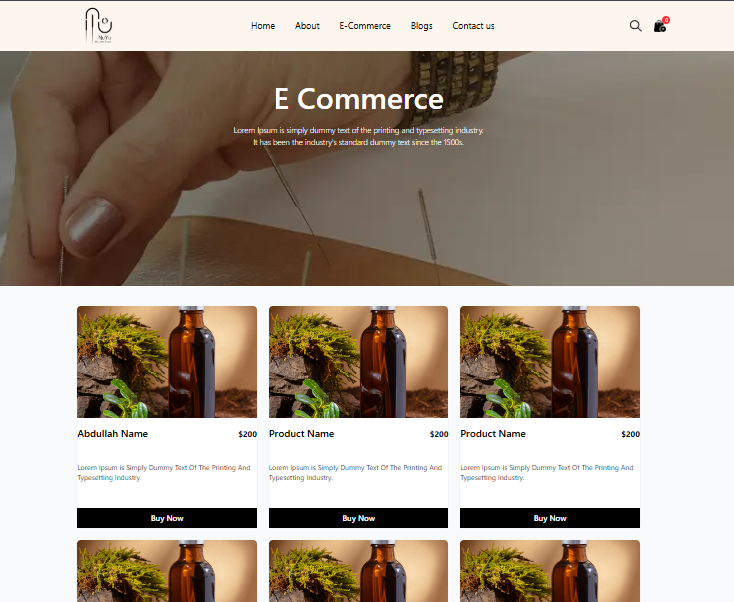 NuYu
Home About E-Commerce Blogs Contact us
0
E Commerce
Lorem Ipsum is simply dummy text of the printing and typesetting industry.
It has been the industry's standard dummy text since the 1500s.
Abdullah Name $200
Lorem Ipsum is Simply Dummy Text Of The Printing And
Typesetting Industry.
Buy Now
Product Name $200
Lorem Ipsum is Simply Dummy Text Of The Printing And
Typesetting Industry.
Buy Now
Product Name $200
Lorem Ipsum is Simply Dummy Text Of The Printing And
Typesetting Industry.
Buy Now